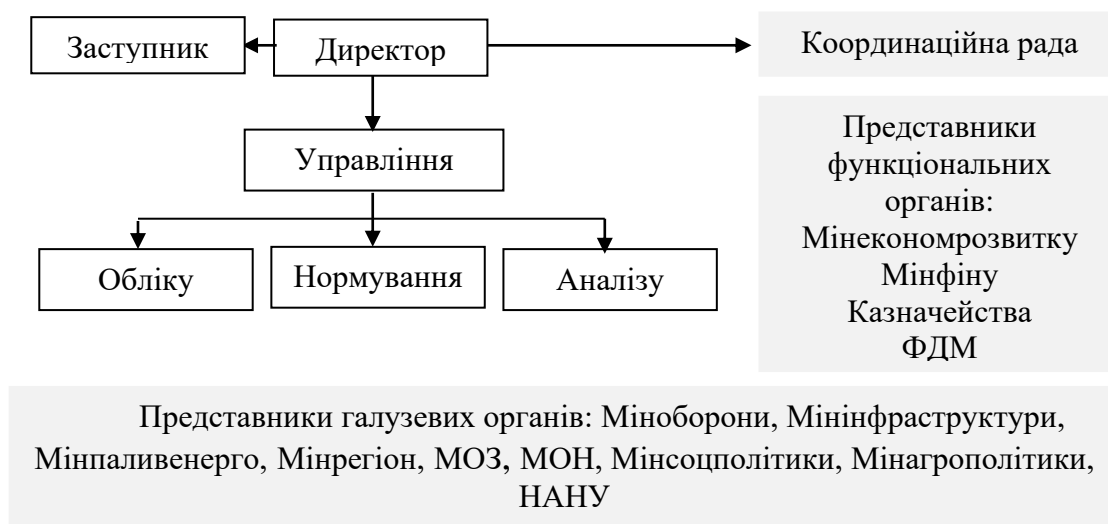 Заступник
Директор
Координаційна рада
Управління
Обліку
Нормування
Аналізу
Представники
функціональних
органів:
Мінекономрозвитку
Мінфіну
Казначейства
ФДМ
Представники галузевих органів: Міноборони, Мінінфраструктури,
Мінпаливенерго, Мінрегіон, МОЗ, МОН, Мінсоцполітики, Мінагрополітики,
НАНУ